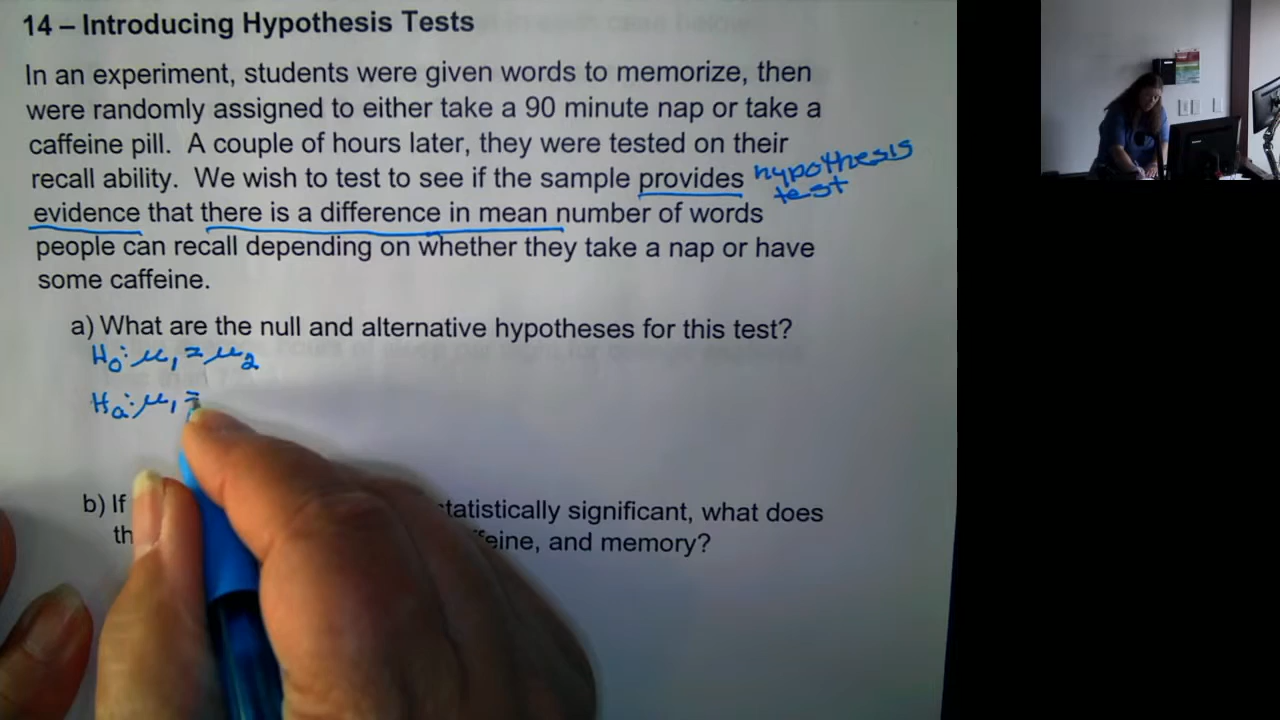 14 – Introducing Hypothesis Tests
In an experiment, students were given words to memorize, then
were randomly assigned to either take a 90 minute nap or take a
caffeine pill. A couple of hours later, they were tested on their
recall ability. We wish to test to see if the sample provides hypothesis test
evidence that there is a difference in mean number of words
people can recall depending on whether they take a nap or have
some caffeine.
a) What are the null and alternative hypotheses for this test?
H₀: μ₁ = μ₂
Hₐ: μ₁ =
b) If statistically significant, what does
and memory?